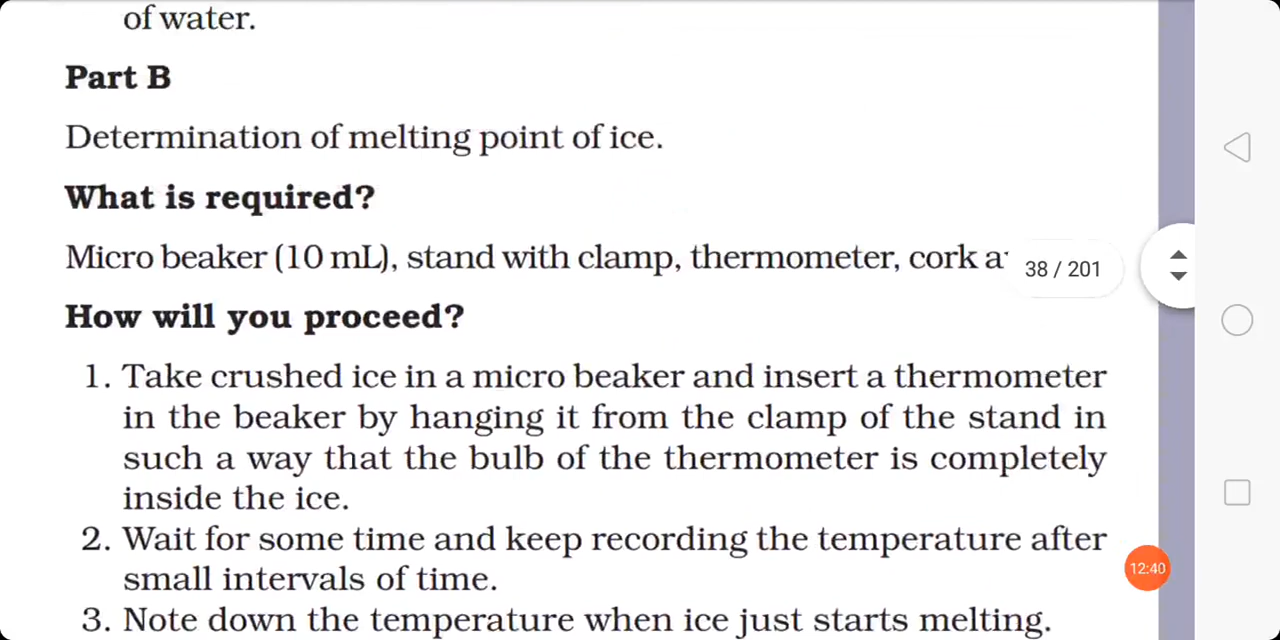 of water.
Part B
Determination of melting point of ice.
What is required?
Micro beaker (10 mL), stand with clamp, thermometer, cork
38 / 201
How will you proceed?
1. Take crushed ice in a micro beaker and insert a thermometer
in the beaker by hanging it from the clamp of the stand in
such a way that the bulb of the thermometer is completely
inside the ice.
2. Wait for some time and keep recording the temperature after
small intervals of time.
12:40
3. Note down the temperature when ice just starts melting.